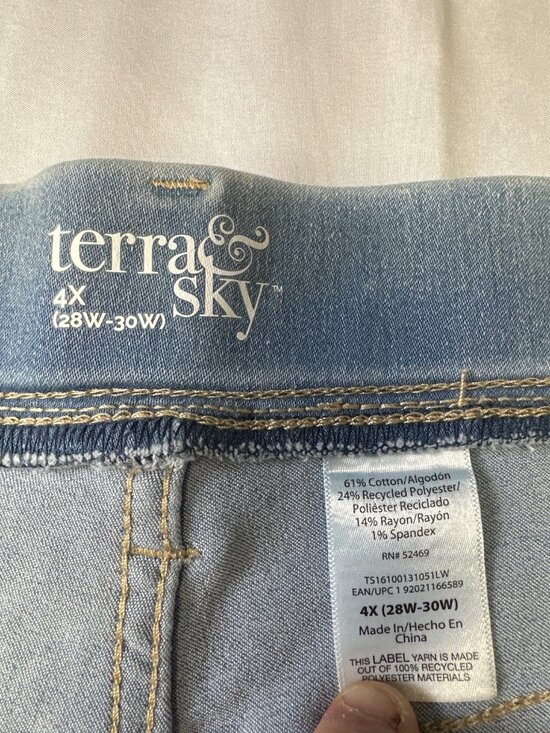 terra&
sky™
4X
(28W-30W)
61% Cotton/Algodón
24% Recycled Polyester/
Poliéster Reciclado
14% Rayon/Rayón
1% Spandex
RN# 52469
TS16100131051LW
EAN/UPC 1 92021166589
4X (28W-30W)
Made In/Hecho En
China
THIS LABEL YARN IS MADE
OUT OF 100% RECYCLED
POLYESTER MATERIALS